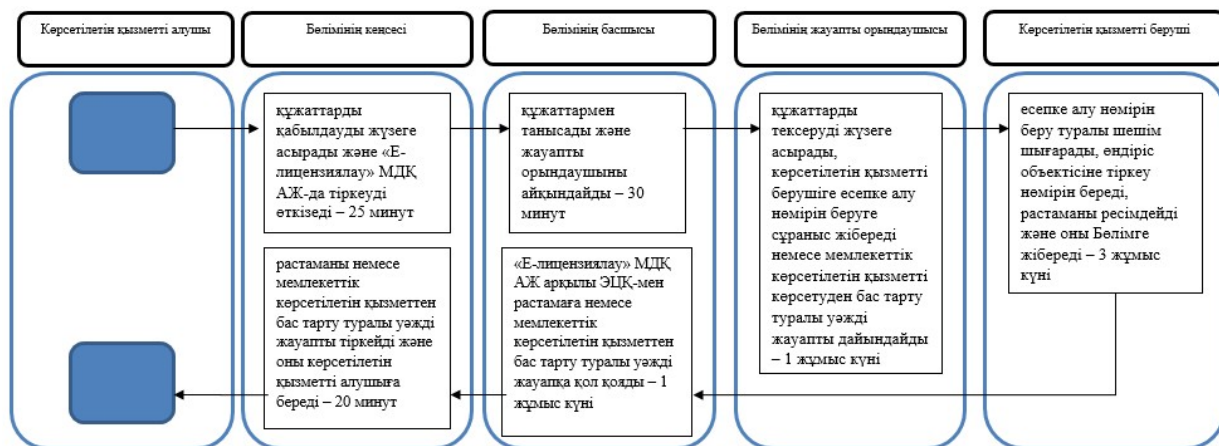 Көрсетілетін қызметті алушы
Бөлімінің кеңсесі
Бөлімінің басшысы
Бөлімінің жауапты орындаушысы
Көрсетілетін қызметті беруші
құжаттарды
қабылдауды жүзеге
асырады және «Е-
лицензиялау» МДҚ
АЖ-да тіркеуді
өткізеді – 25 минут
құжаттармен
танысады және
жауапты
орындаушыны
айқындайды – 30
минут
құжаттарды
тексеруді жүзеге
асырады,
көрсетілетін қызметті
берушіге есепке алу
нөмірін беруге
сұраныс жібереді
немесе мемлекеттік
көрсетілетін қызметті
көрсетуден бас тарту
туралы уәжді
жауапты дайындайды
– 1 жұмыс күні
есепке алу нөмірін
беру туралы шешім
шығарады, өндіріс
объектісіне тіркеу
нөмірін береді,
растаманы ресімдейді
және оны Бөлімге
жібереді – 3 жұмыс
күні
растаманы немесе
мемлекеттік
көрсетілетін қызметтен
бас тарту туралы уәжді
жауапты тіркейді және
оны көрсетілетін
қызметті алушыға
береді – 20 минут
«Е-лицензиялау» МДҚ
АЖ арқылы ЭЦҚ-мен
растамаға немесе
мемлекеттік
көрсетілетін қызметтен
бас тарту туралы уәжді
жауапқа қол қояды – 1
жұмыс күні